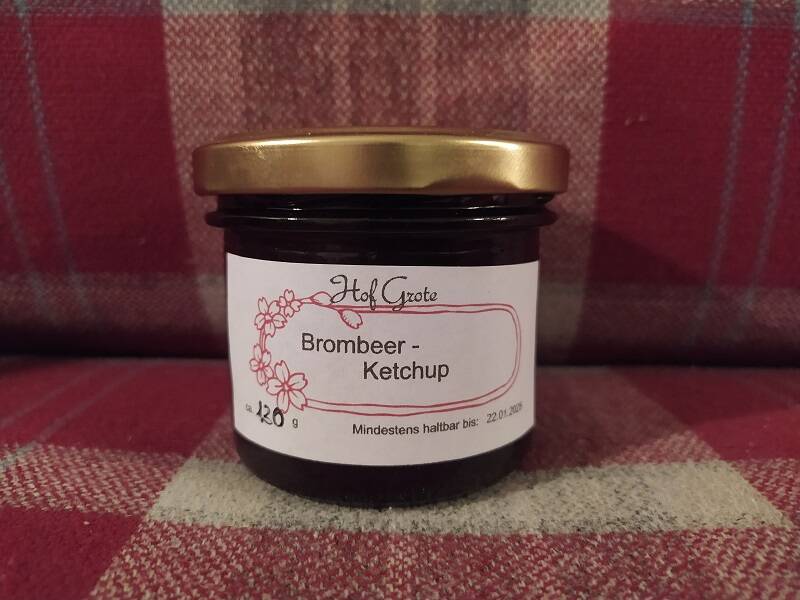 Hof Grote
Brombeer -
Ketchup
ca. 120 g
Mindestens haltbar bis: 22.01.2025